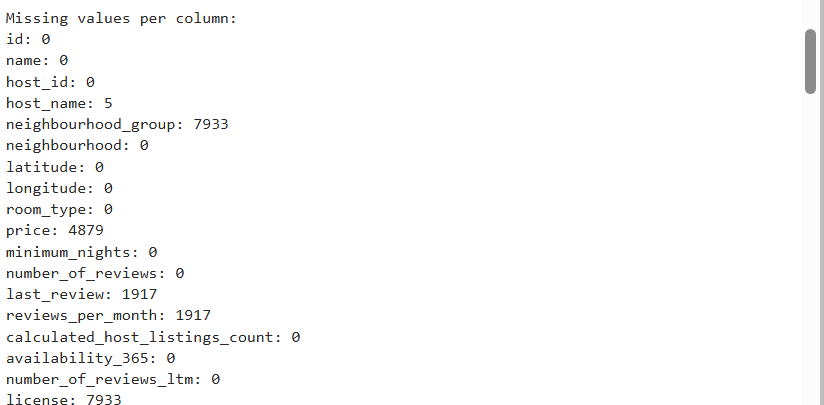 Missing values per column:
id: 0
name: 0
host_id: 0
host_name: 5
neighbourhood_group: 7933
neighbourhood: 0
latitude: 0
longitude: 0
room_type: 0
price: 4879
minimum_nights: 0
number_of_reviews: 0
last_review: 1917
reviews_per_month: 1917
calculated_host_listings_count: 0
availability_365: 0
number_of_reviews_ltm: 0
license: 7933